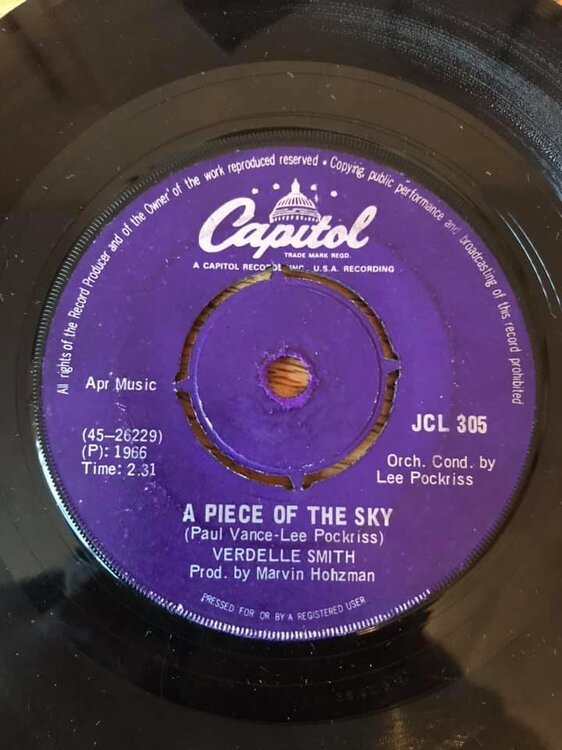 All rights of the Record Producer and of the Owner of the work reproduced reserved • Copying, public performance and broadcasting of this record prohibited
Capitol
TRADE MARK REGD.
A CAPITOL RECORDS, INC., U.S.A. RECORDING
Apr Music
JCL 305
(45-26229)
(P): 1966
Time: 2.31
Orch. Cond. by
Lee Pockriss
A PIECE OF THE SKY
(Paul Vance-Lee Pockriss)
VERDELLE SMITH
Prod. by Marvin Hohzman
PRESSED FOR OR BY A REGISTERED USER